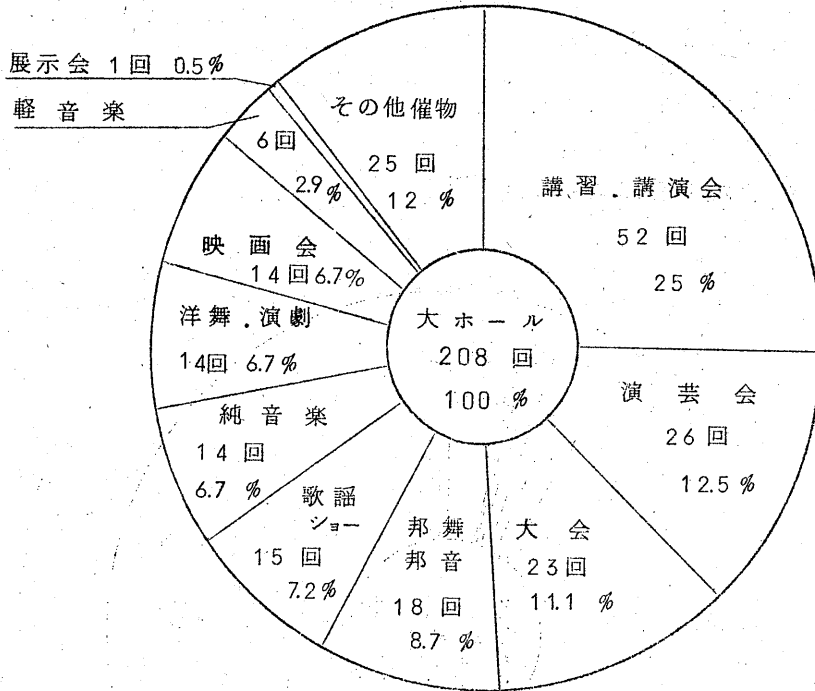 大ホール
208 回
100 %
講習.講演会
52 回
25 %
演芸会
26 回
12.5 %
大会
23回
11.1 %
邦舞
邦音
18 回
8.7 %
歌謡
ショー
15 回
7.2 %
純音楽
14 回
6.7 %
洋舞.演劇
14回 6.7 %
映画会
14回 6.7%
軽音楽
6回
2.9 %
展示会 1回 0.5%
その他催物
25 回
12 %